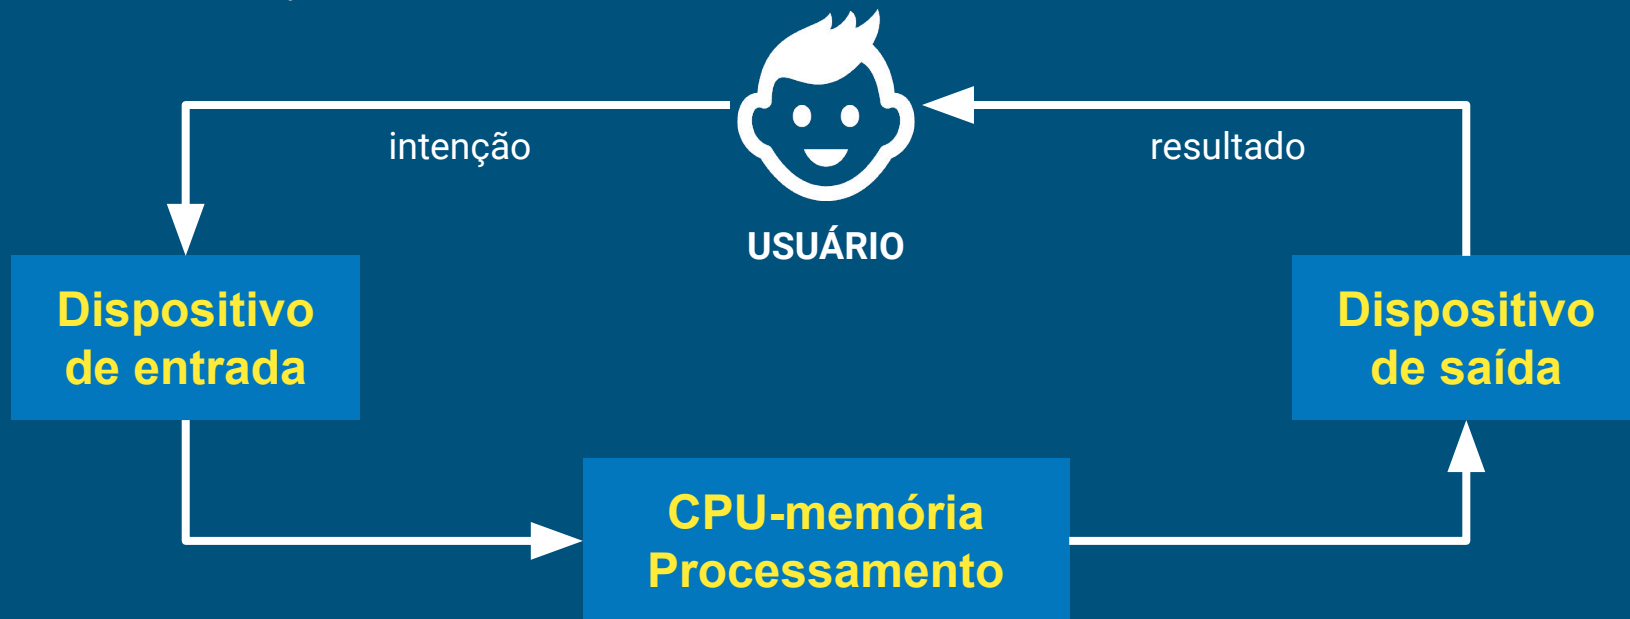 intenção
resultado
USUÁRIO
Dispositivo
de entrada
Dispositivo
de saída
CPU-memória
Processamento